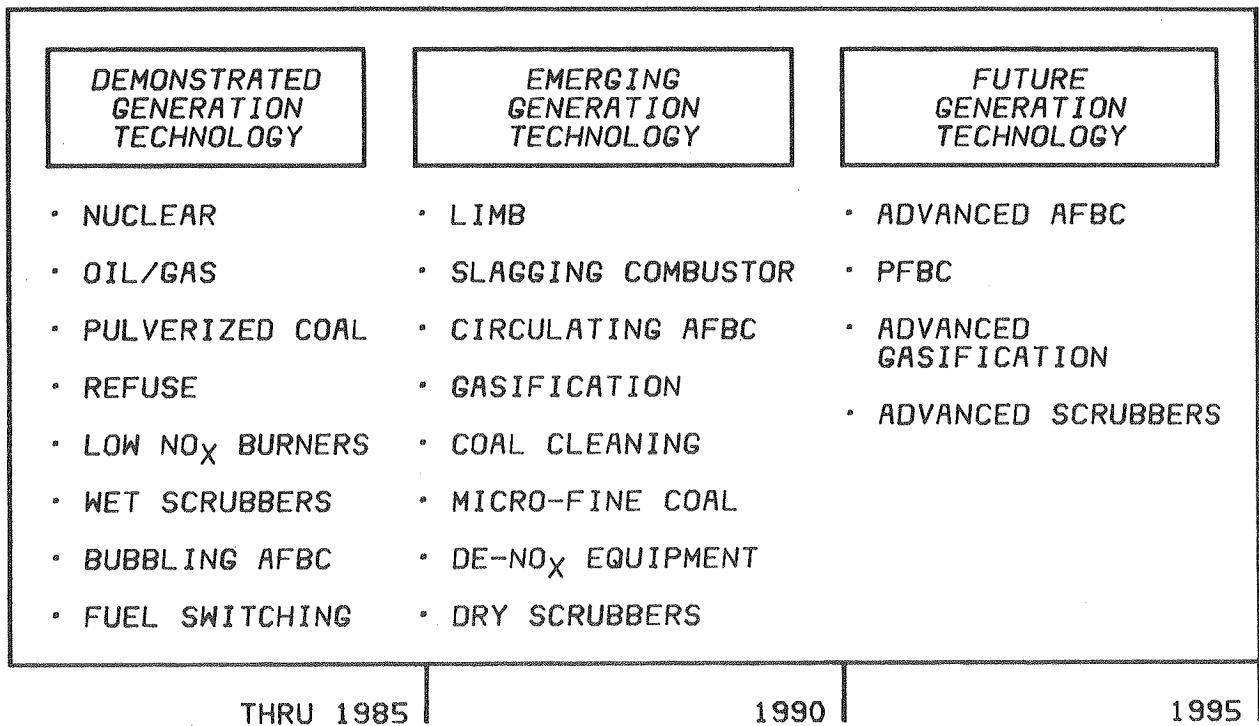 DEMONSTRATED
GENERATION
TECHNOLOGY
· NUCLEAR
· OIL/GAS
· PULVERIZED COAL
· REFUSE
· LOW NOX BURNERS
· WET SCRUBBERS
· BUBBLING AFBC
· FUEL SWITCHING
THRU 1985
EMERGING
GENERATION
TECHNOLOGY
· LIMB
· SLAGGING COMBUSTOR
· CIRCULATING AFBC
· GASIFICATION
· COAL CLEANING
· MICRO-FINE COAL
· DE-NOX EQUIPMENT
· DRY SCRUBBERS
1990
FUTURE
GENERATION
TECHNOLOGY
· ADVANCED AFBC
· PFBC
· ADVANCED
GASIFICATION
· ADVANCED SCRUBBERS
1995